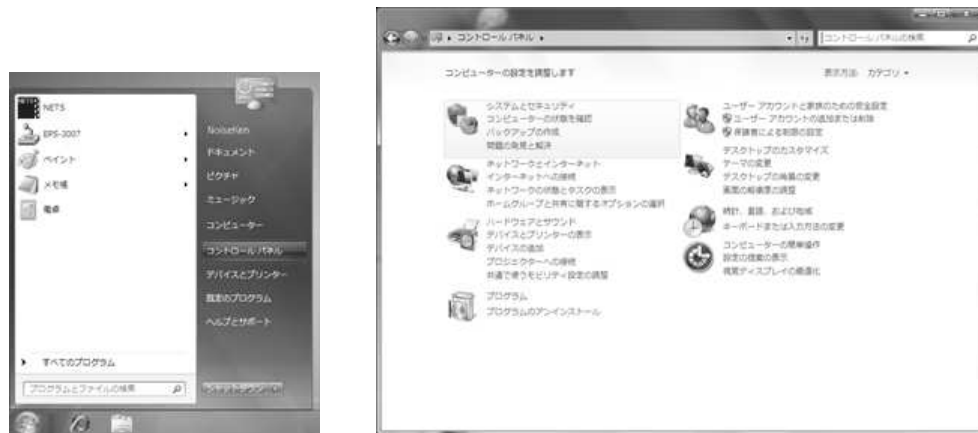 NETS
EPS-2007
ペイント
メモ帳
電卓
すべてのプログラム
プログラムとファイルの検索
NoiseKen
ドキュメント
ピクチャ
ミュージック
コンピューター
コントロール パネル
デバイスとプリンター
既定のプログラム
ヘルプとサポート
コントロール パネル
コントロール パネルの検索
コンピューターの設定を調整します
表示方法: カテゴリ
システムとセキュリティ
コンピューターの状態を確認
バックアップの作成
問題の発見と解決
ネットワークとインターネット
インターネットへの接続
ネットワークの状態とタスクの表示
ホームグループと共有に関するオプションの選択
ハードウェアとサウンド
デバイスとプリンターの表示
デバイスの追加
プロジェクターへの接続
共通で使うモビリティ設定の調整
プログラム
プログラムのアンインストール
ユーザー アカウントと家族のための安全設定
ユーザー アカウントの追加または削除
保護者による制限の設定
デスクトップのカスタマイズ
テーマの変更
デスクトップの背景の変更
画面の解像度の調整
時計、言語、および地域
キーボードまたは入力方法の変更
コンピューターの簡単操作
設定の提案の表示
視覚ディスプレイの最適化